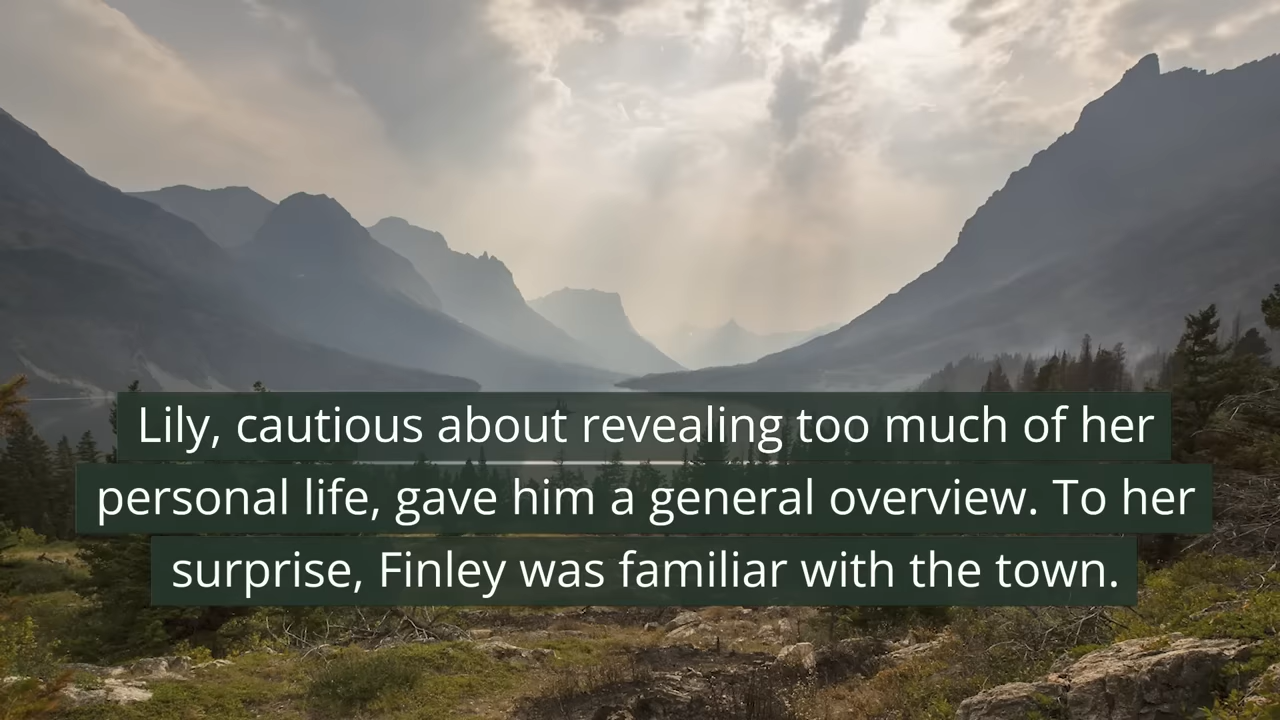 Lily, cautious about revealing too much of her
personal life, gave him a general overview. To her
surprise, Finley was familiar with the town.